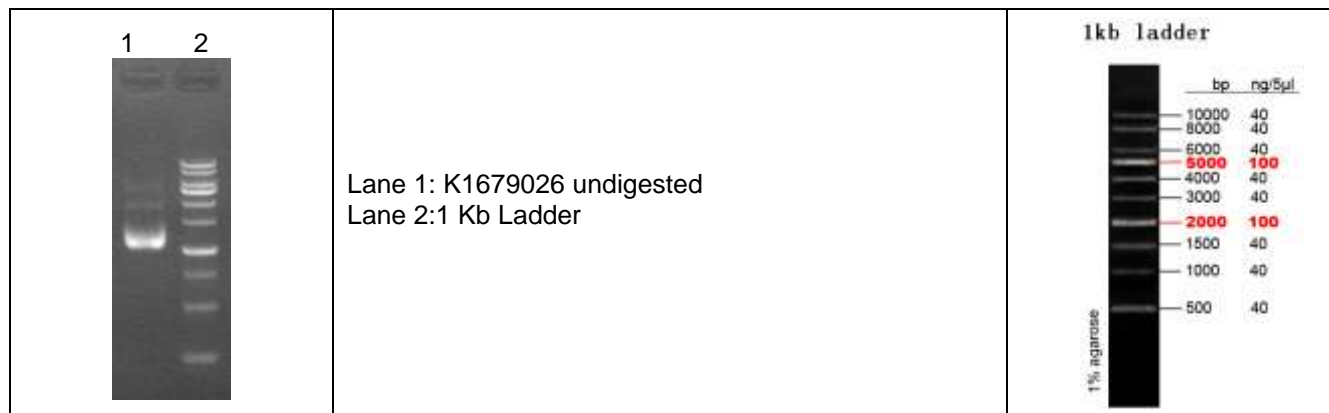 1 2
Lane 1: K1679026 undigested
Lane 2:1 Kb Ladder
1kb ladder
bp ng/5µl
10000 40
8000 40
6000 40
5000 100
4000 40
3000 40
2000 100
1500 40
1000 40
500 40
1% agarose